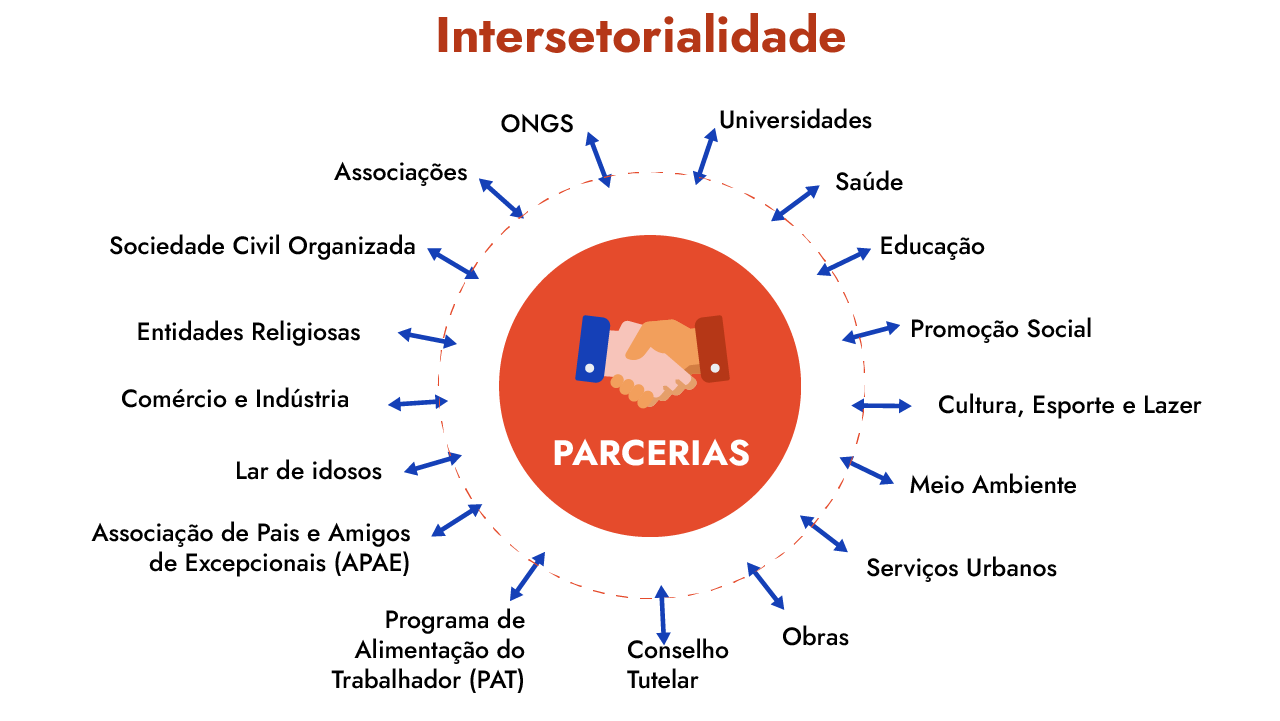 Intersetorialidade
ONGS
Universidades
Associações
Saúde
Sociedade Civil Organizada
Educação
Entidades Religiosas
Promoção Social
Comércio e Indústria
Cultura, Esporte e Lazer
PARCERIAS
Lar de idosos
Meio Ambiente
Associação de Pais e Amigos
de Excepcionais (APAE)
Serviços Urbanos
Programa de
Alimentação do
Trabalhador (PAT)
Conselho
Tutelar
Obras